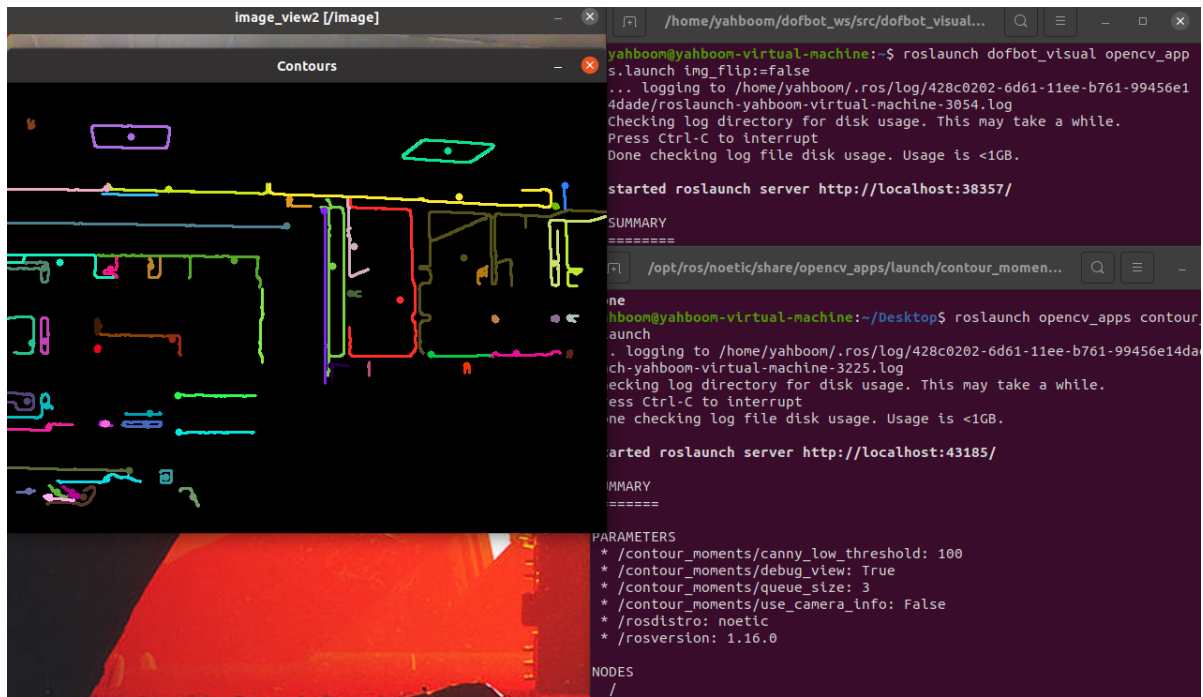 image_view2 [/image]
Contours
/home/yahboom/dofbot_ws/src/dofbot_visual...
yahboom@yahboom-virtual-machine:~$ roslaunch dofbot_visual opencv_app
s.launch img_flip:=false
... logging to /home/yahboom/.ros/log/428c0202-6d61-11ee-b761-99456e1
4dade/roslaunch-yahboom-virtual-machine-3054.log
Checking log directory for disk usage. This may take a while.
Press Ctrl-C to interrupt
Done checking log file disk usage. Usage is <1GB.
started roslaunch server http://localhost:38357/
SUMMARY
========
/opt/ros/noetic/share/opencv_apps/launch/contour_momen...
one
ahboom@yahboom-virtual-machine:~/Desktop$ roslaunch opencv_apps contour_
launch
.. logging to /home/yahboom/.ros/log/428c0202-6d61-11ee-b761-99456e14dad
ch-yahboom-virtual-machine-3225.log
ecking log directory for disk usage. This may take a while.
ess Ctrl-C to interrupt
ne checking log file disk usage. Usage is <1GB.
arted roslaunch server http://localhost:43185/
UMMARY
=======
PARAMETERS
* /contour_moments/canny_low_threshold: 100
* /contour_moments/debug_view: True
* /contour_moments/queue_size: 3
* /contour_moments/use_camera_info: False
* /rosdistro: noetic
* /rosversion: 1.16.0
NODES
/